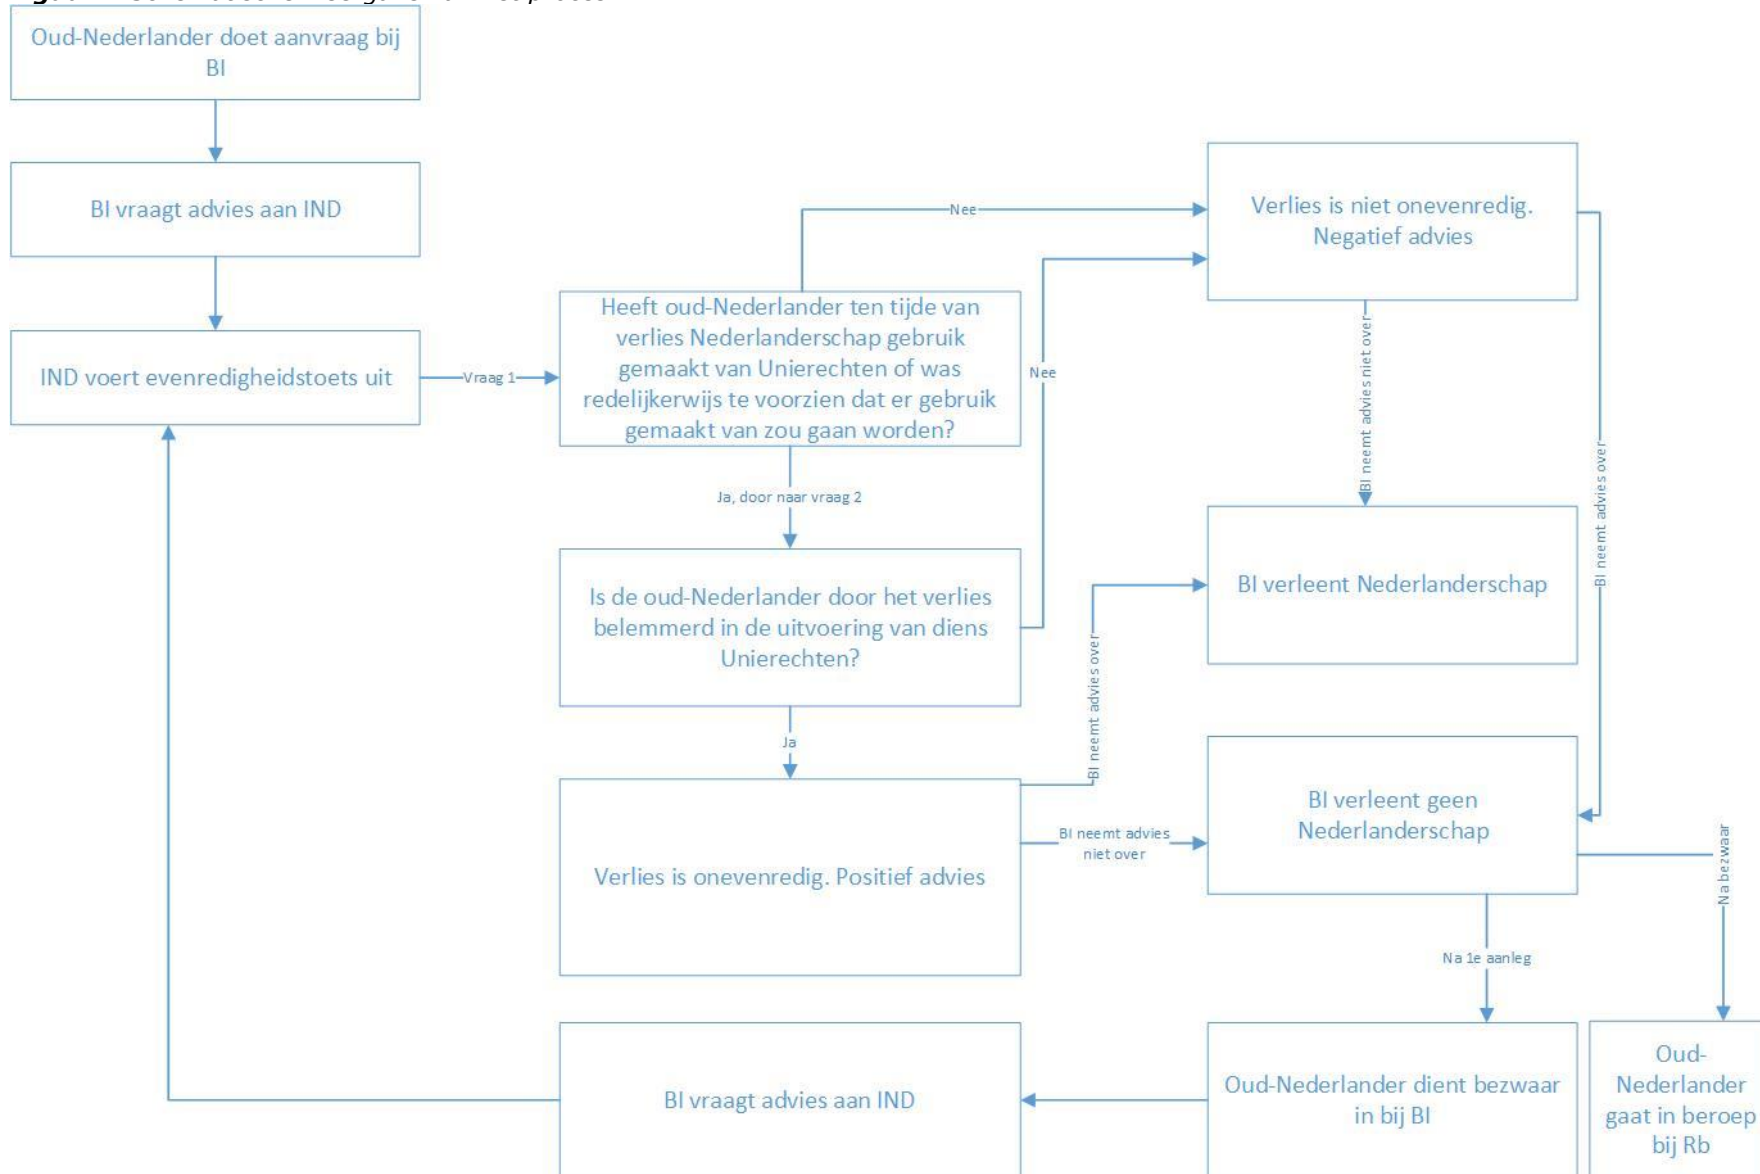 Oud-Nederlander doet aanvraag bij
BI
BI vraagt advies aan IND
IND voert evenredigheidstoets uit
Vraag 1
Heeft oud-Nederlander ten tijde van
verlies Nederlanderschap gebruik
gemaakt van Unierechten of was
redelijkerwijs te voorzien dat er gebruik
gemaakt van zou gaan worden?
Nee
Nee
Ja, door naar vraag 2
Is de oud-Nederlander door het verlies
belemmerd in de uitvoering van diens
Unierechten?
Ja
Verlies is onevenredig. Positief advies
Verlies is niet onevenredig.
Negatief advies
BI neemt advies niet over
BI neemt advies over
BI verleent Nederlanderschap
BI neemt advies over
BI neemt advies
niet over
BI verleent geen
Nederlanderschap
Na bezwaar
Na 1e aanleg
Oud-Nederlander dient bezwaar
in bij BI
BI vraagt advies aan IND
Oud-
Nederlander
gaat in beroep
bij Rb